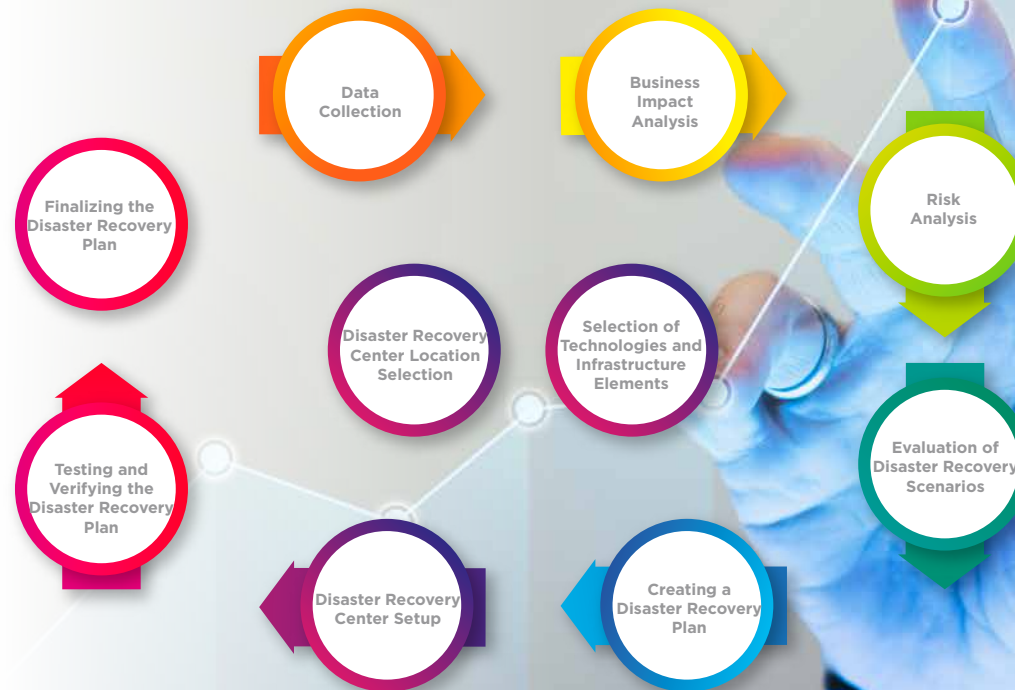 Data
Collection
Business
Impact
Analysis
Risk
Analysis
Finalizing the
Disaster Recovery
Plan
Disaster Recovery
Center Location
Selection
Selection of
Technologies and
Infrastructure
Elements
Evaluation of
Disaster Recovery
Scenarios
Testing and
Verifying the
Disaster Recovery
Plan
Disaster Recovery
Center Setup
Creating a
Disaster Recovery
Plan